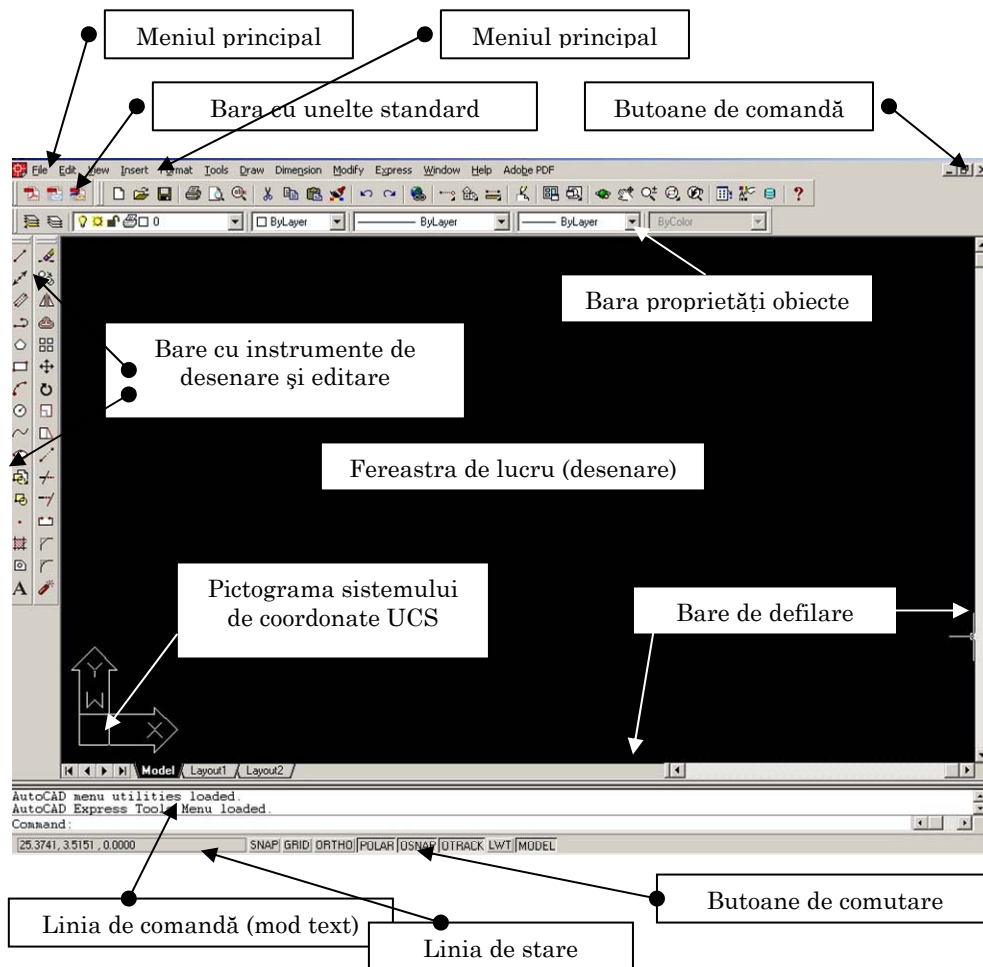 Meniul principal
Meniul principal
Bara cu unelte standard
Butoane de comandă
File Edit View Insert Format Tools Draw Dimension Modify Express Window Help Adobe PDF
0 ByLayer ByLayer ByLayer ByColor
Bara proprietăți obiecte
Bare cu instrumente de
desenare şi editare
Fereastra de lucru (desenare)
Pictograma sistemului
de coordonate UCS
Bare de defilare
A
Y
W
X
Model Layout1 Layout2
AutoCAD menu utilities loaded.
AutoCAD Express Tools Menu loaded.
Command:
25.3741, 3.5151 , 0.0000 SNAP GRID ORTHO POLAR OSNAP OTRACK LWT MODEL
Butoane de comutare
Linia de comandă (mod text)
Linia de stare